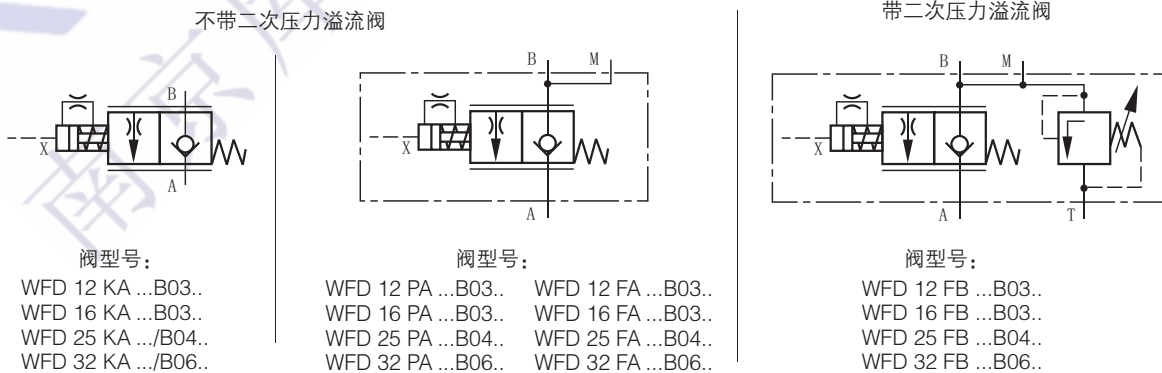 不带二次压力溢流阀
带二次压力溢流阀
B
X
A
B
M
X
A
B
M
X
A
T
阀型号：
WFD 12 KA ...B03..
WFD 16 KA ...B03..
WFD 25 KA .../B04..
WFD 32 KA .../B06..
阀型号：
WFD 12 PA ...B03.. WFD 12 FA ...B03..
WFD 16 PA ...B03.. WFD 16 FA ...B03..
WFD 25 PA ...B04.. WFD 25 FA ...B04..
WFD 32 PA ...B06.. WFD 32 FA ...B06..
阀型号：
WFD 12 FB ...B03..
WFD 16 FB ...B03..
WFD 25 FB ...B04..
WFD 32 FB ...B06..
南京